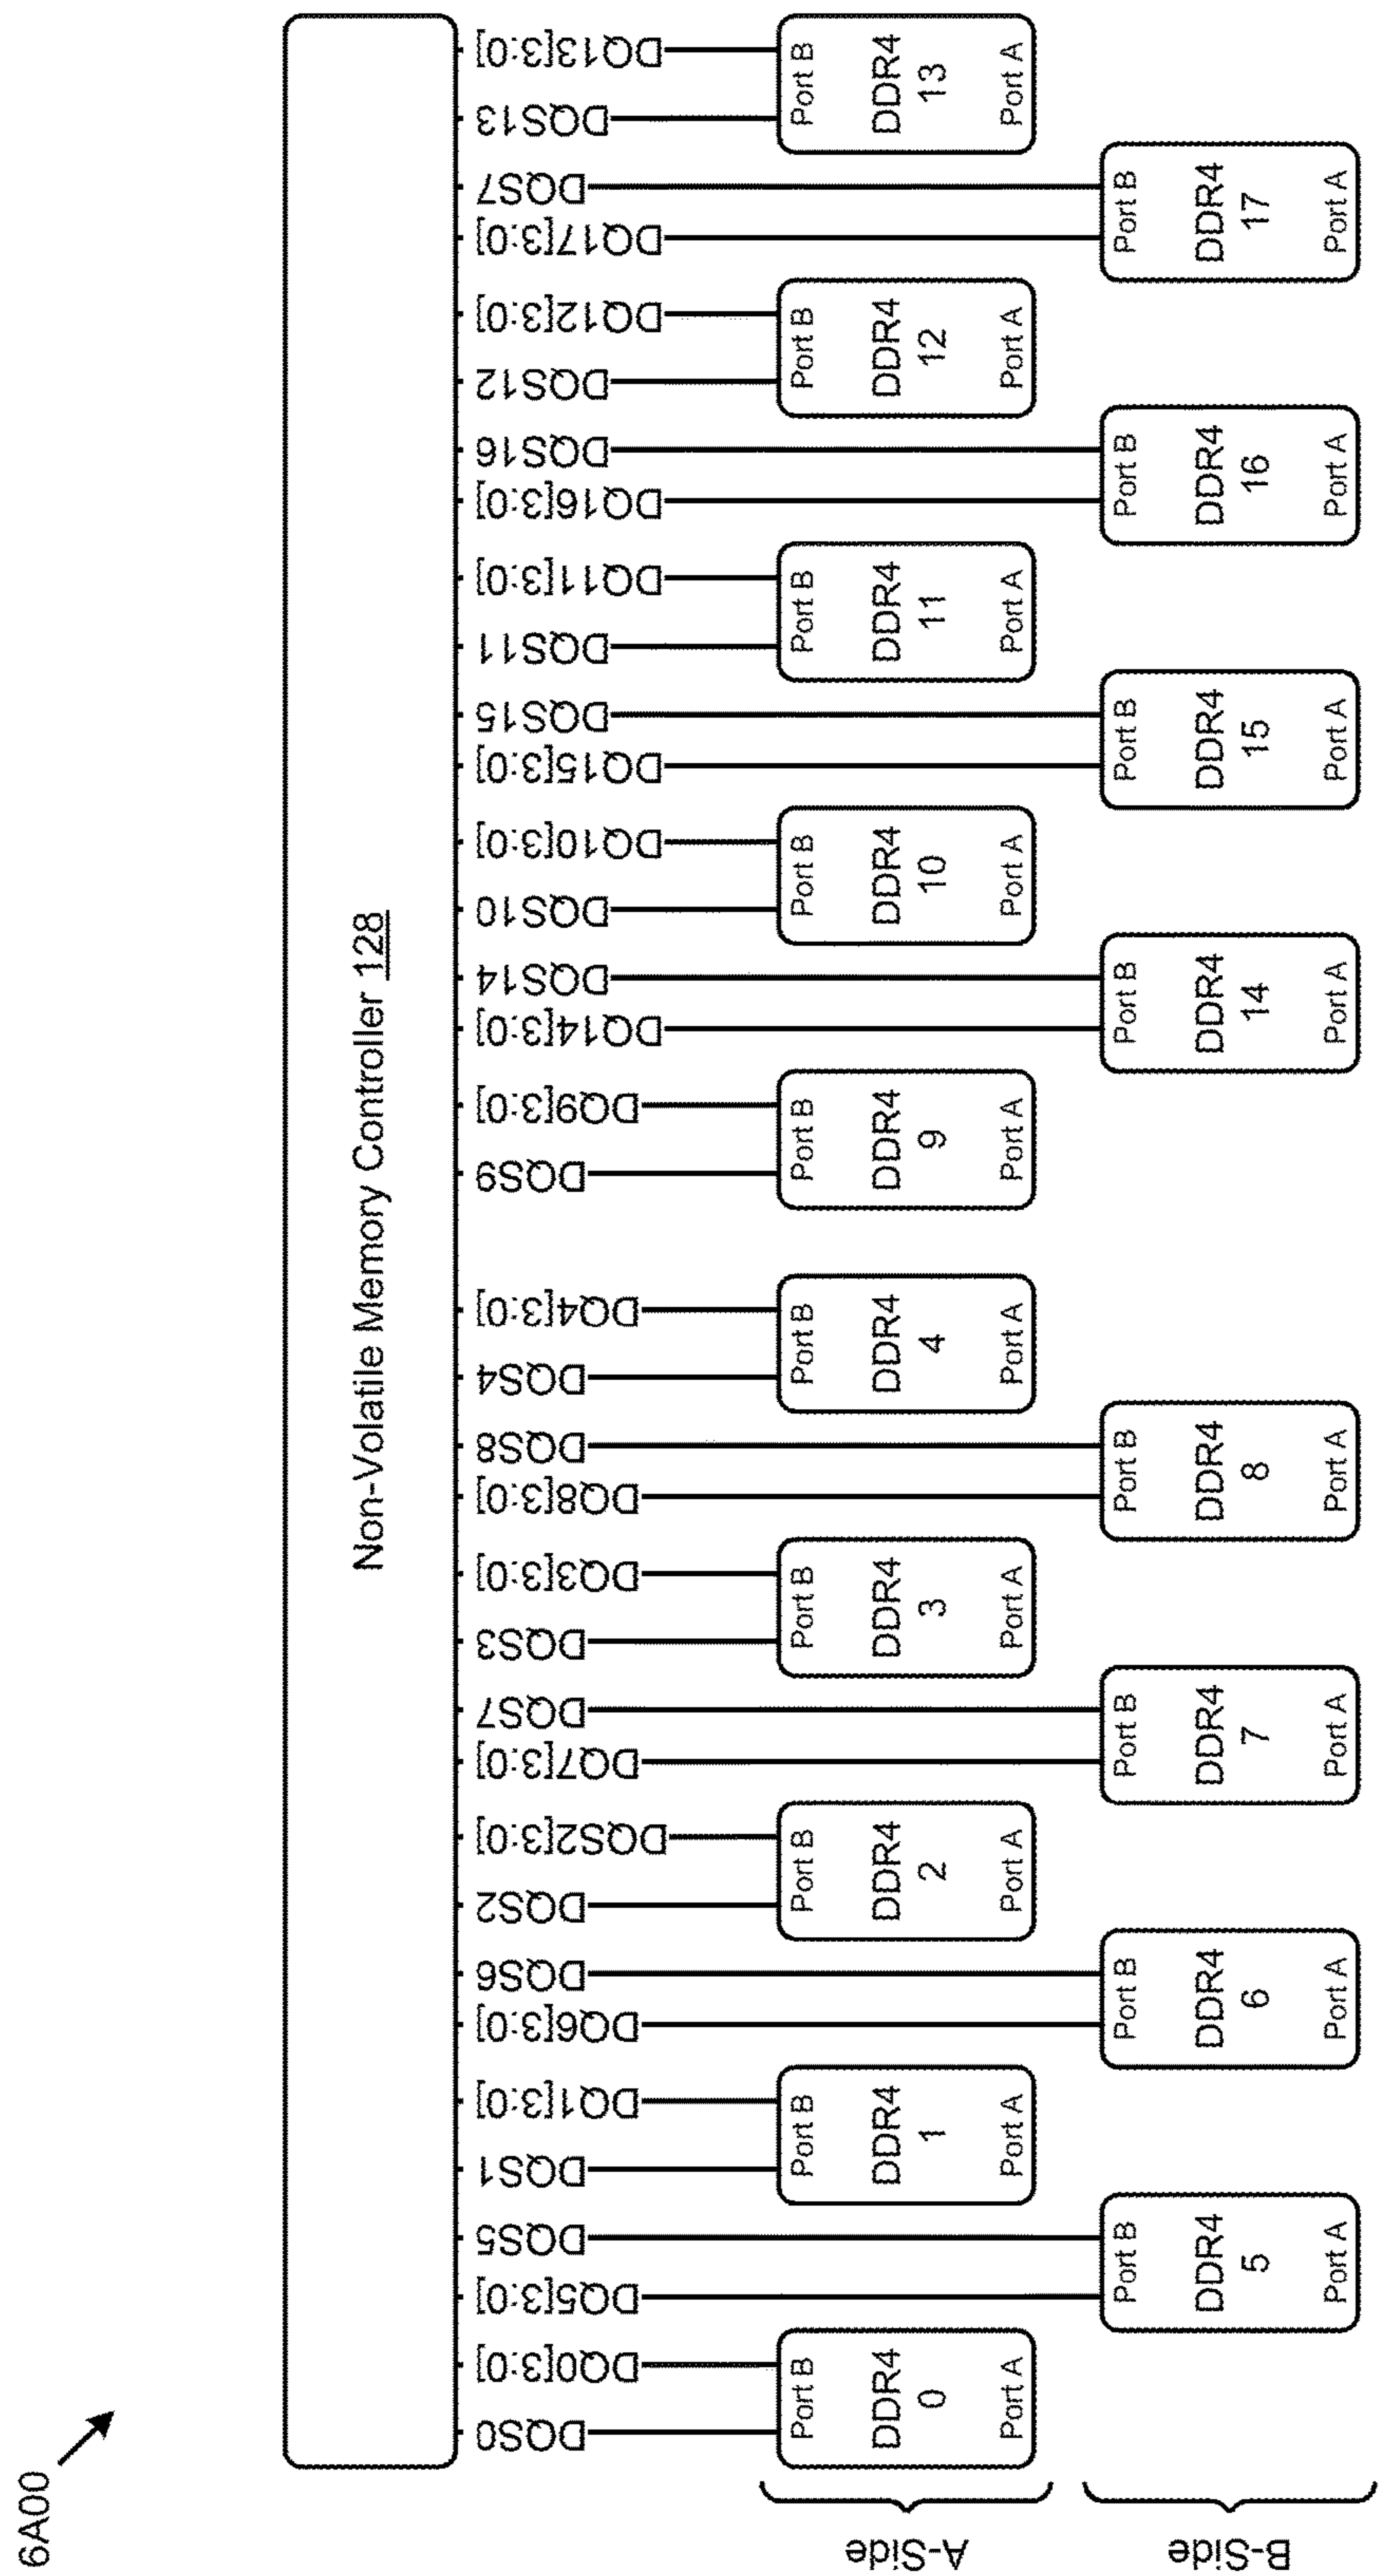 6A00
Non-Volatile Memory Controller 128
DQS0
DQ0[3:0]
DQ5[3:0]
DQS5
DQS1
DQ1[3:0]
DQ6[3:0]
DQS6
DQS2
DQS2[3:0]
DQ7[3:0]
DQS7
DQS3
DQ3[3:0]
DQ8[3:0]
DQS8
DQS4
DQ4[3:0]
DQS9
DQ9[3:0]
DQ14[3:0]
DQS14
DQS10
DQ10[3:0]
DQ15[3:0]
DQS15
DQS11
DQ11[3:0]
DQ16[3:0]
DQS16
DQS12
DQ12[3:0]
DQ17[3:0]
DQS7
DQS13
DQ13[3:0]
A-Side
Port B
DDR4
0
Port A
Port B
DDR4
1
Port A
Port B
DDR4
2
Port A
Port B
DDR4
3
Port A
Port B
DDR4
4
Port A
Port B
DDR4
9
Port A
Port B
DDR4
10
Port A
Port B
DDR4
11
Port A
Port B
DDR4
12
Port A
Port B
DDR4
13
Port A
B-Side
Port B
DDR4
5
Port A
Port B
DDR4
6
Port A
Port B
DDR4
7
Port A
Port B
DDR4
8
Port A
Port B
DDR4
14
Port A
Port B
DDR4
15
Port A
Port B
DDR4
16
Port A
Port B
DDR4
17
Port A